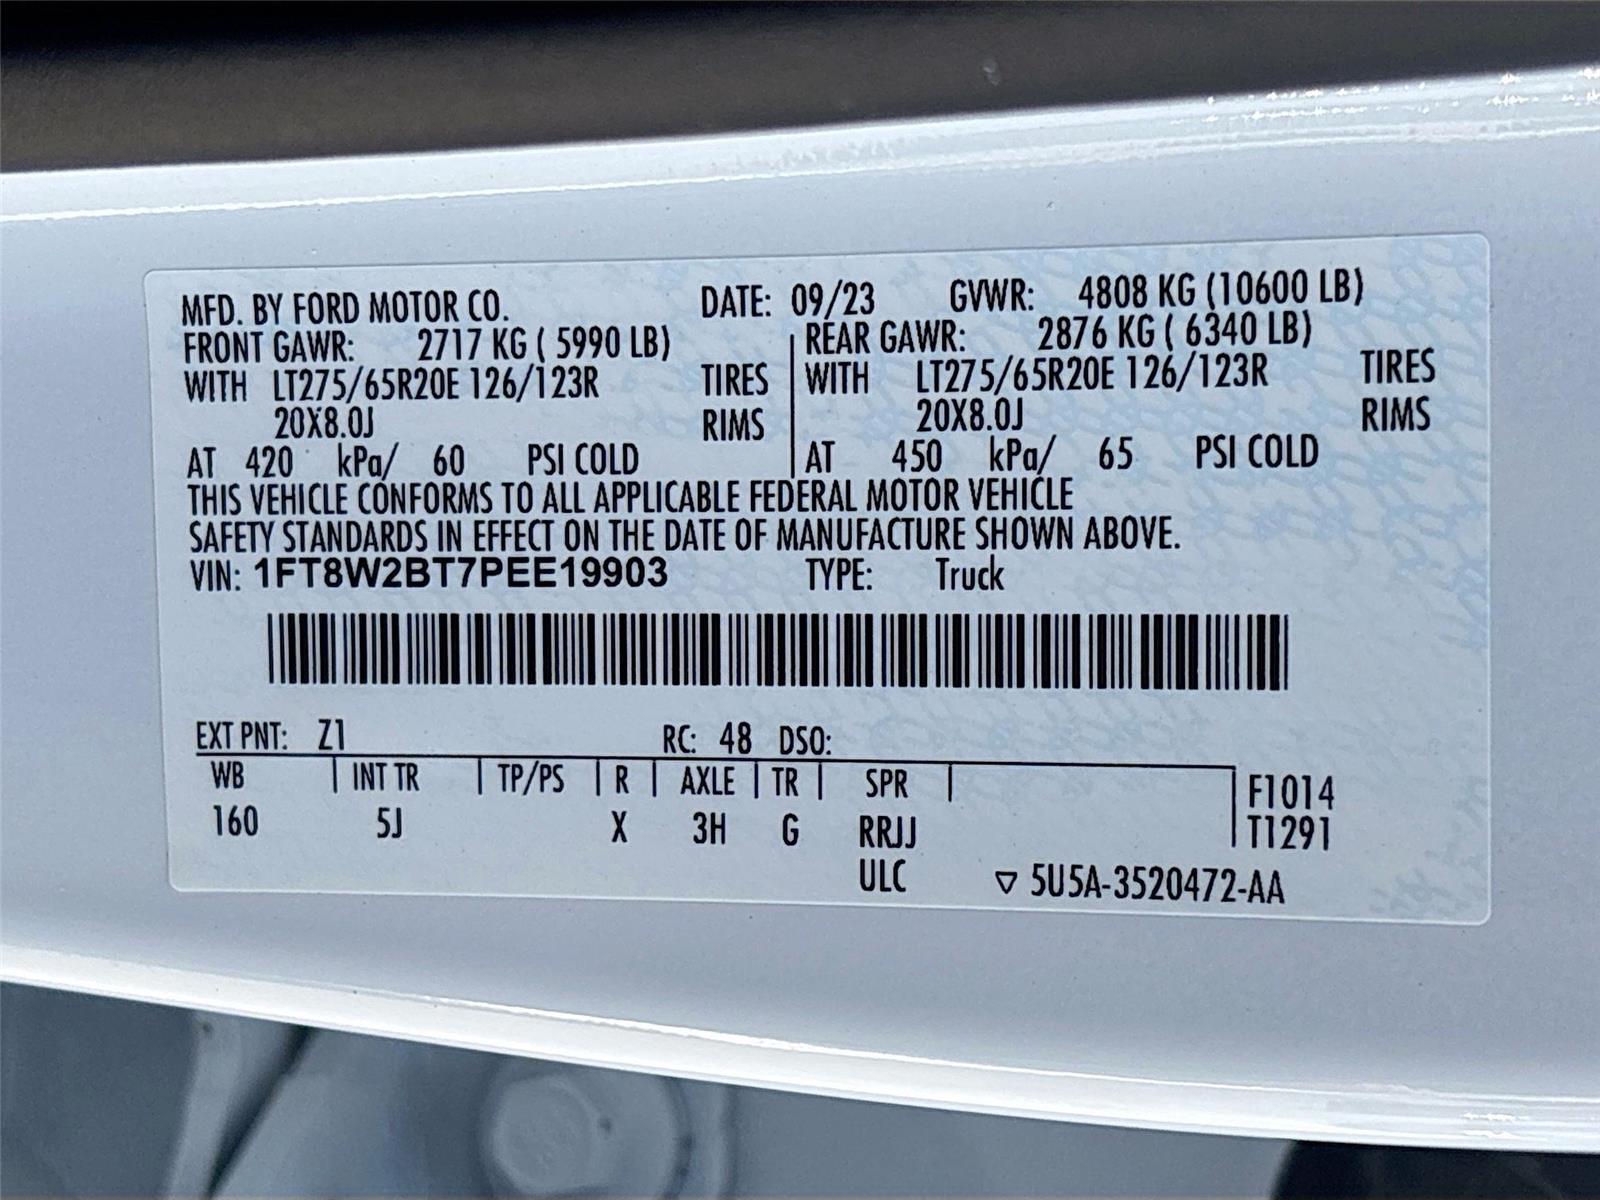 MFD. BY FORD MOTOR CO. DATE: 09/23 GVWR: 4808 KG (10600 LB)
FRONT GAWR: 2717 KG ( 5990 LB) REAR GAWR: 2876 KG ( 6340 LB)
WITH LT275/65R20E 126/123R TIRES WITH LT275/65R20E 126/123R TIRES
20X8.0J RIMS 20X8.0J RIMS
AT 420 kPa/ 60 PSI COLD AT 450 kPa/ 65 PSI COLD
THIS VEHICLE CONFORMS TO ALL APPLICABLE FEDERAL MOTOR VEHICLE
SAFETY STANDARDS IN EFFECT ON THE DATE OF MANUFACTURE SHOWN ABOVE.
VIN: 1FT8W2BT7PEE19903 TYPE: Truck
EXT PNT: Z1 RC: 48 DSO:
WB INT TR TP/PS R AXLE TR SPR F1014
160 5J X 3H G RRJJ T1291
ULC ▽ 5U5A-3520472-AA